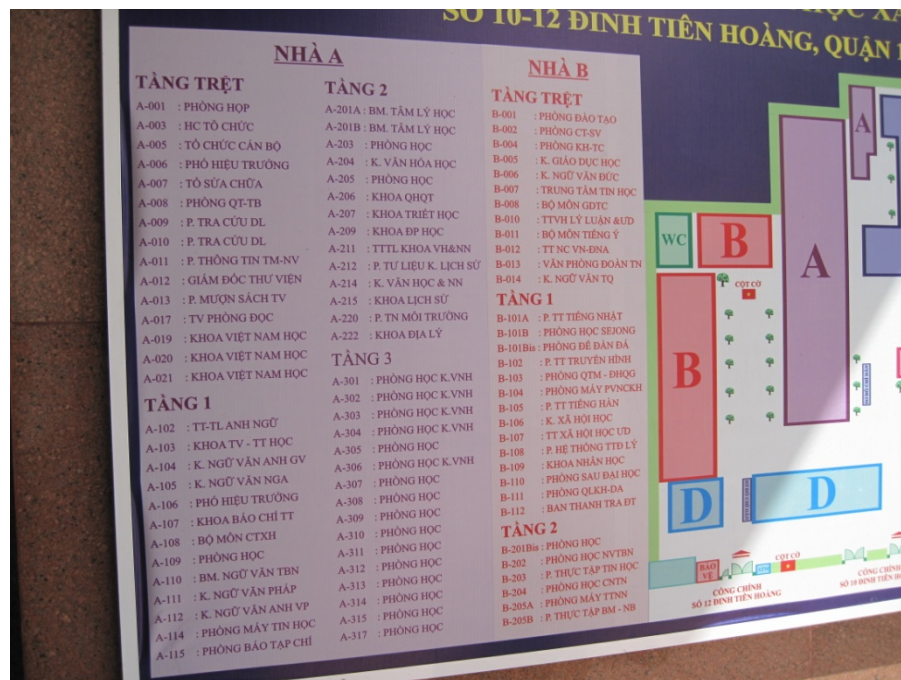 HỌC XÃ
SỐ 10-12 ĐINH TIÊN HOÀNG, QUẬN 1
NHÀ A
TẦNG TRỆT
A-001 : PHÒNG HỌP
A-003 : HC TỔ CHỨC
A-005 : TỔ CHỨC CÁN BỘ
A-006 : PHÓ HIỆU TRƯỞNG
A-007 : TỔ SỬA CHỮA
A-008 : PHÒNG QT-TB
A-009 : P. TRA CỨU DL
A-010 : P. TRA CỨU DL
A-011 : P. THÔNG TIN TM-NV
A-012 : GIÁM ĐỐC THƯ VIỆN
A-013 : P. MƯỢN SÁCH TV
A-017 : TV PHÒNG ĐỌC
A-019 : KHOA VIỆT NAM HỌC
A-020 : KHOA VIỆT NAM HỌC
A-021 : KHOA VIỆT NAM HỌC
TẦNG 1
A-102 : TT-TL ANH NGỮ
A-103 : KHOA TV - TT HỌC
A-104 : K. NGỮ VĂN ANH GV
A-105 : K. NGỮ VĂN NGA
A-106 : PHÓ HIỆU TRƯỞNG
A-107 : KHOA BÁO CHÍ TT
A-108 : BỘ MÔN CTXH
A-109 : PHÒNG HỌC
A-110 : BM. NGỮ VĂN TBN
A-111 : K. NGỮ VĂN PHÁP
A-112 : K. NGỮ VĂN ANH VP
A-114 : PHÒNG MÁY TIN HỌC
A-115 : PHÒNG BÁO TẠP CHÍ
TẦNG 2
A-201A : BM. TÂM LÝ HỌC
A-201B : BM. TÂM LÝ HỌC
A-203 : PHÒNG HỌC
A-204 : K. VĂN HÓA HỌC
A-205 : PHÒNG HỌC
A-206 : KHOA QHQT
A-207 : KHOA TRIẾT HỌC
A-209 : KHOA ĐP HỌC
A-211 : TTTL KHOA VH&NN
A-212 : P. TƯ LIỆU K. LỊCH SỬ
A-214 : K. VĂN HỌC & NN
A-215 : KHOA LỊCH SỬ
A-220 : P. TN MÔI TRƯỜNG
A-222 : KHOA ĐỊA LÝ
TẦNG 3
A-301 : PHÒNG HỌC K.VNH
A-302 : PHÒNG HỌC K.VNH
A-303 : PHÒNG HỌC K.VNH
A-304 : PHÒNG HỌC K.VNH
A-305 : PHÒNG HỌC
A-306 : PHÒNG HỌC K.VNH
A-307 : PHÒNG HỌC
A-308 : PHÒNG HỌC
A-309 : PHÒNG HỌC
A-310 : PHÒNG HỌC
A-311 : PHÒNG HỌC
A-312 : PHÒNG HỌC
A-313 : PHÒNG HỌC
A-314 : PHÒNG HỌC
A-315 : PHÒNG HỌC
A-317 : PHÒNG HỌC
NHÀ B
TẦNG TRỆT
B-001 : PHÒNG ĐÀO TẠO
B-002 : PHÒNG CT-SV
B-004 : PHÒNG KH-TC
B-005 : K. GIÁO DỤC HỌC
B-006 : K. NGỮ VĂN ĐỨC
B-007 : TRUNG TÂM TIN HỌC
B-008 : BỘ MÔN GDTC
B-010 : TTVH LÝ LUẬN &ƯD
B-011 : BỘ MÔN TIẾNG Ý
B-012 : TT NC VN-ĐNA
B-013 : VĂN PHÒNG ĐOÀN TN
B-014 : K. NGỮ VĂN TQ
TẦNG 1
B-101A : P. TT TIẾNG NHẬT
B-101B : PHÒNG HỌC SEJONG
B-101Bis : PHÒNG ĐỀ ĐÀN ĐÁ
B-102 : P. TT TRUYỀN HÌNH
B-103 : PHÒNG QTM - ĐHQG
B-104 : PHÒNG MÁY PVNCKH
B-105 : P. TT TIẾNG HÀN
B-106 : K. XÃ HỘI HỌC
B-107 : TT XÃ HỘI HỌC ƯD
B-108 : P. HỆ THỐNG TTĐ LÝ
B-109 : KHOA NHÂN HỌC
B-110 : PHÒNG SAU ĐẠI HỌC
B-111 : PHÒNG QLKH-DA
B-112 : BAN THANH TRA ĐT
TẦNG 2
B-201Bis : PHÒNG HỌC
B-202 : PHÒNG HỌC NVTBN
B-203 : P. THỰC TẬP TIN HỌC
B-204 : PHÒNG HỌC CNTN
B-205A : PHÒNG MÁY TTNN
B-205B : P. THỰC TẬP BM - NB
A
WC
B
A
CỘT CỜ
B
D
D
BẢO VỆ
CỘT CỜ
CỔNG CHÍNH
SỐ 12 ĐINH TIÊN HOÀNG
CỔNG CHÍNH
SỐ 10 ĐINH TIÊN HOÀNG